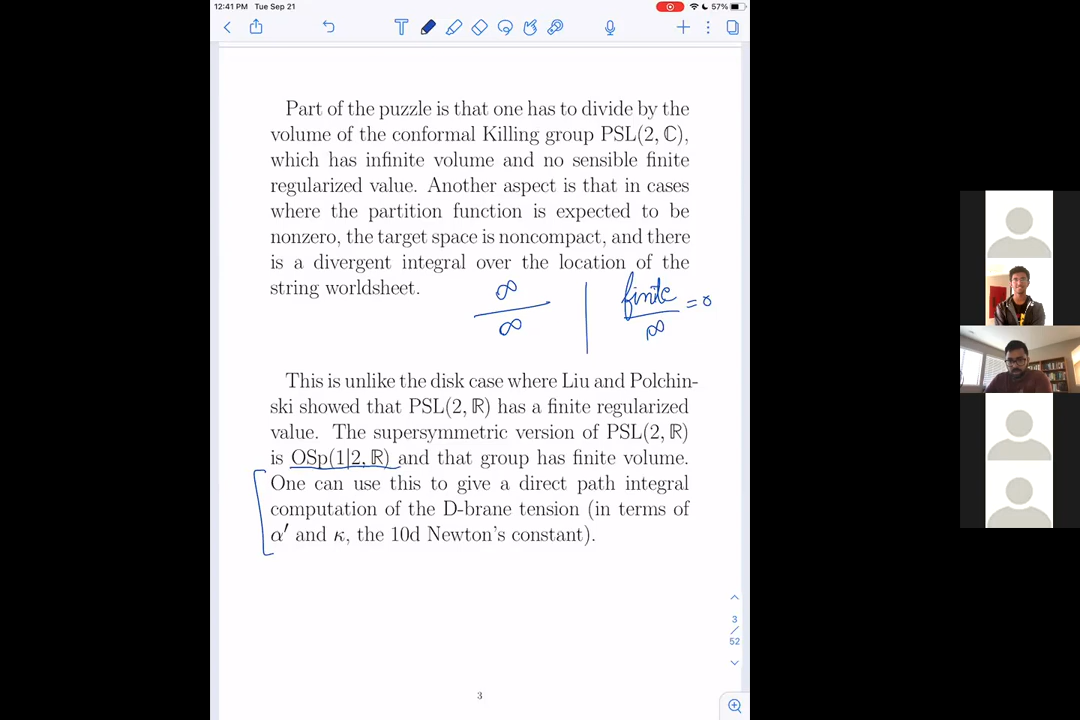 12:41 PM Tue Sep 21
57%
Part of the puzzle is that one has to divide by the
volume of the conformal Killing group PSL(2, ℂ),
which has infinite volume and no sensible finite
regularized value. Another aspect is that in cases
where the partition function is expected to be
nonzero, the target space is noncompact, and there
is a divergent integral over the location of the
string worldsheet.
∞
∞
finite
∞
= 0
This is unlike the disk case where Liu and Polchin-
ski showed that PSL(2, ℝ) has a finite regularized
value. The supersymmetric version of PSL(2, ℝ)
is OSp(1|2, ℝ) and that group has finite volume.
One can use this to give a direct path integral
computation of the D-brane tension (in terms of
α′ and κ, the 10d Newton's constant).
3
/
52
3